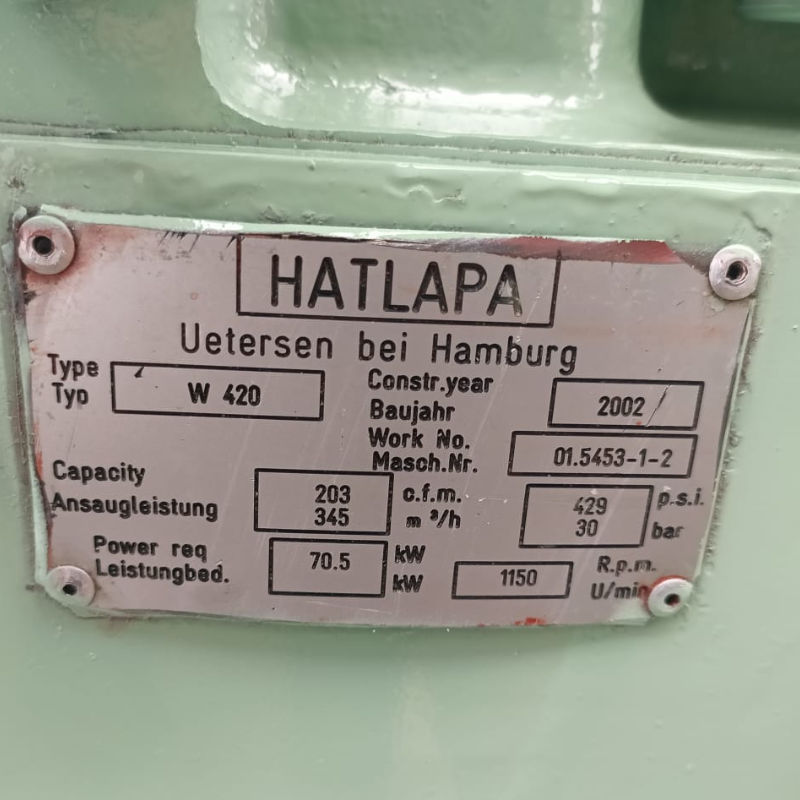 HATLAPA
Uetersen bei Hamburg
Type
Typ
W 420
Constr.year
Baujahr
2002
Work No.
Masch.Nr.
01.5453-1-2
Capacity
Ansaugleistung
203 c.f.m.
345 m³/h
429 p.s.i.
30 bar
Power req
Leistungbed.
70.5 kW
kW
1150
R.p.m.
U/min